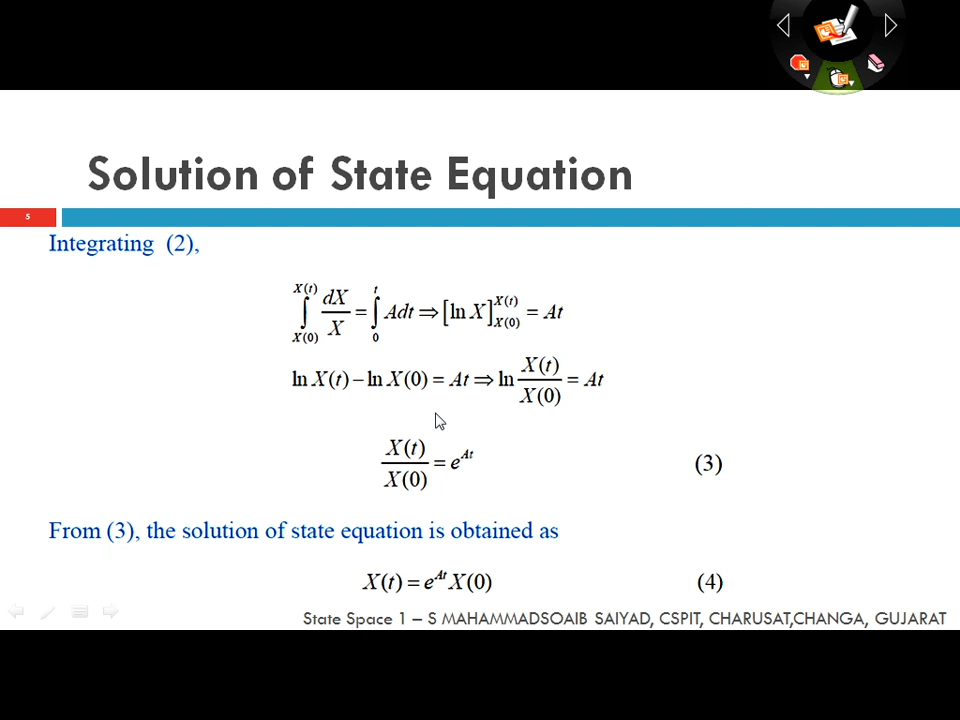 Solution of State Equation
5
Integrating (2),
∫_{X(0)}^{X(t)} dX/X = ∫_0^t Adt ⇒ [ln X]_{X(0)}^{X(t)} = At
ln X(t) − ln X(0) = At ⇒ ln X(t)/X(0) = At
X(t)/X(0) = e^{At} (3)
From (3), the solution of state equation is obtained as
X(t) = e^{At} X(0) (4)
State Space 1 – S MAHAMMADSOAIB SAIYAD, CSPIT, CHARUSAT,CHANGA, GUJARAT